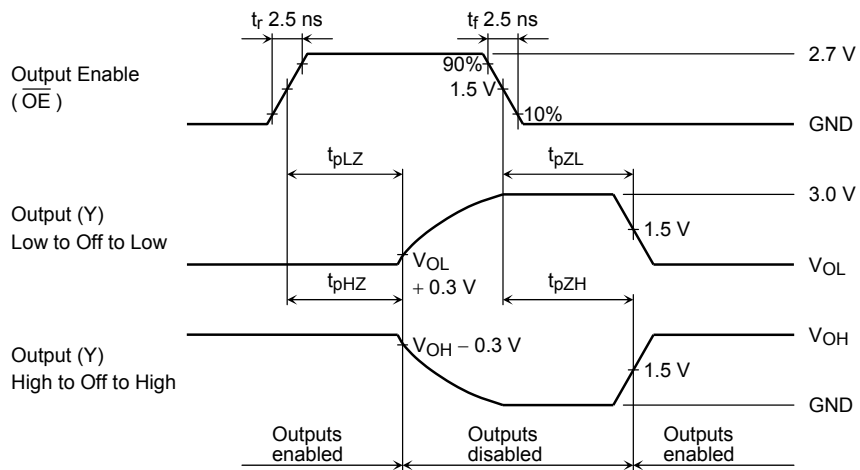 tr 2.5 ns
tf 2.5 ns
Output Enable
( OE )
90%
1.5 V
10%
2.7 V
GND
tpLZ
tpZL
Output (Y)
Low to Off to Low
3.0 V
1.5 V
VOL
VOL
+ 0.3 V
tpHZ
tpZH
Output (Y)
High to Off to High
VOH
VOH − 0.3 V
1.5 V
GND
Outputs
enabled
Outputs
disabled
Outputs
enabled